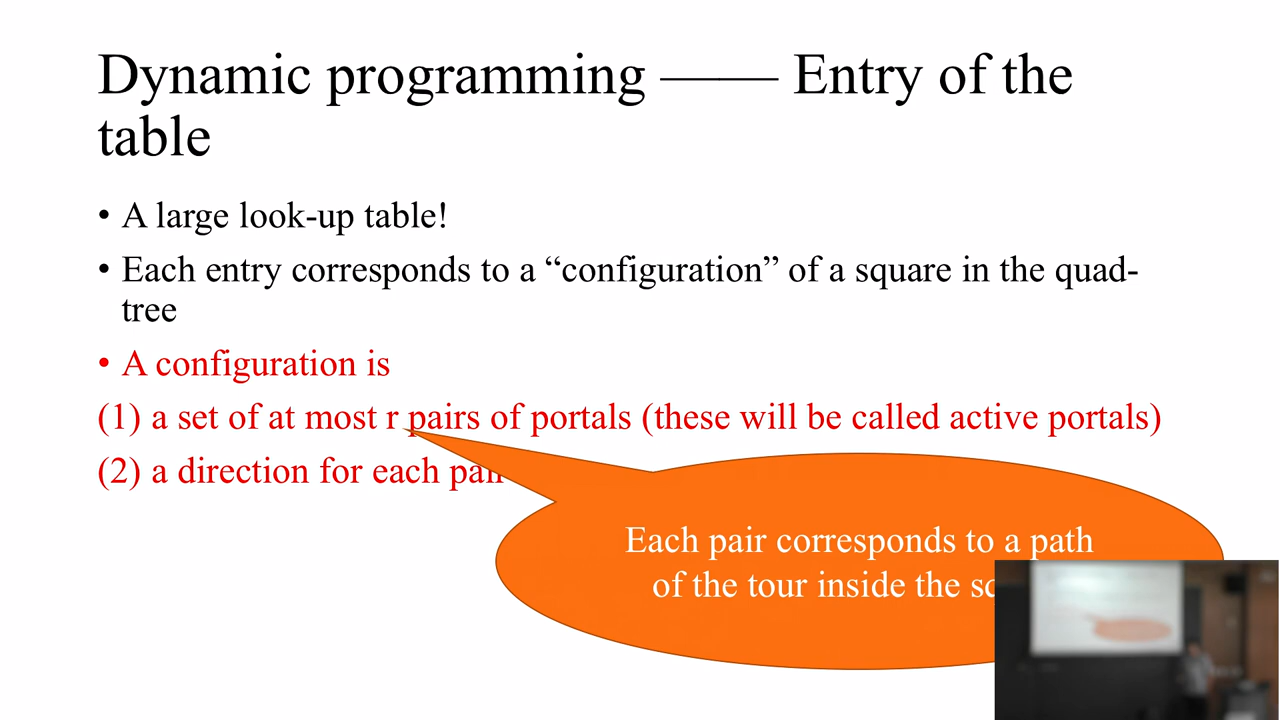 Dynamic programming —— Entry of the
table
• A large look-up table!
• Each entry corresponds to a “configuration” of a square in the quad-
tree
• A configuration is
(1) a set of at most r pairs of portals (these will be called active portals)
(2) a direction for each
Each pair corresponds to a path
of the tour inside the